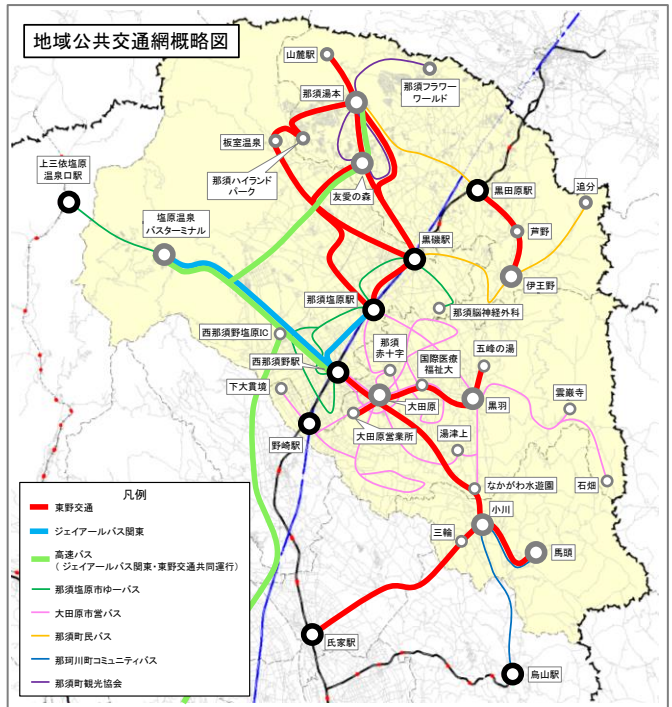 地域公共交通網概略図
山麓駅
那須フラワー
ワールド
那須湯本
板室温泉
那須ハイランド
パーク
上三依塩原
温泉口駅
友愛の森
黒田原駅
追分
塩原温泉
バスターミナル
芦野
黒磯駅
伊王野
那須塩原駅
那須脳神経外科
西那須野塩原IC
那須
赤十字
五峰の湯
国際医療
福祉大
西那須野駅
下大貫境
大田原
黒羽
雲巌寺
大田原営業所
湯津上
野崎駅
なかがわ水遊園
石畑
小川
三輪
馬頭
氏家駅
烏山駅
凡例
東野交通
ジェイアールバス関東
高速バス
(ジェイアールバス関東・東野交通共同運行)
那須塩原市ゆーバス
大田原市営バス
那須町民バス
那珂川町コミュニティバス
那須町観光協会